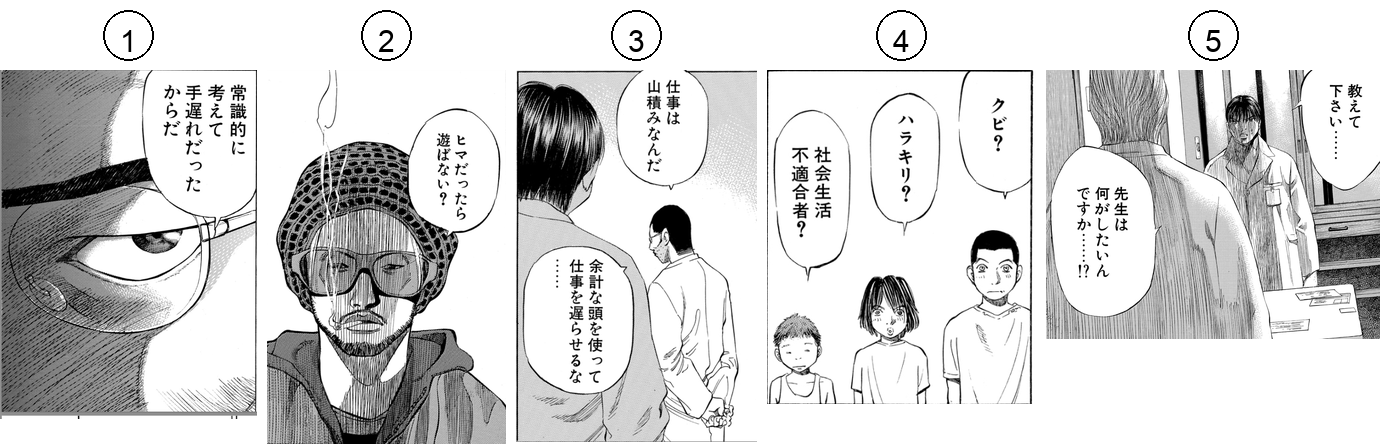 1
常識的に
考えて
手遅れだった
からだ
2
ヒマだったら
遊ばない?
3
仕事は
山積みなんだ
余計な頭を使って
仕事を遅らせるな
……
4
クビ?
ハラキリ?
社会生活
不適合者?
5
教えて
下さい……
先生は
何がしたいん
ですか……!?